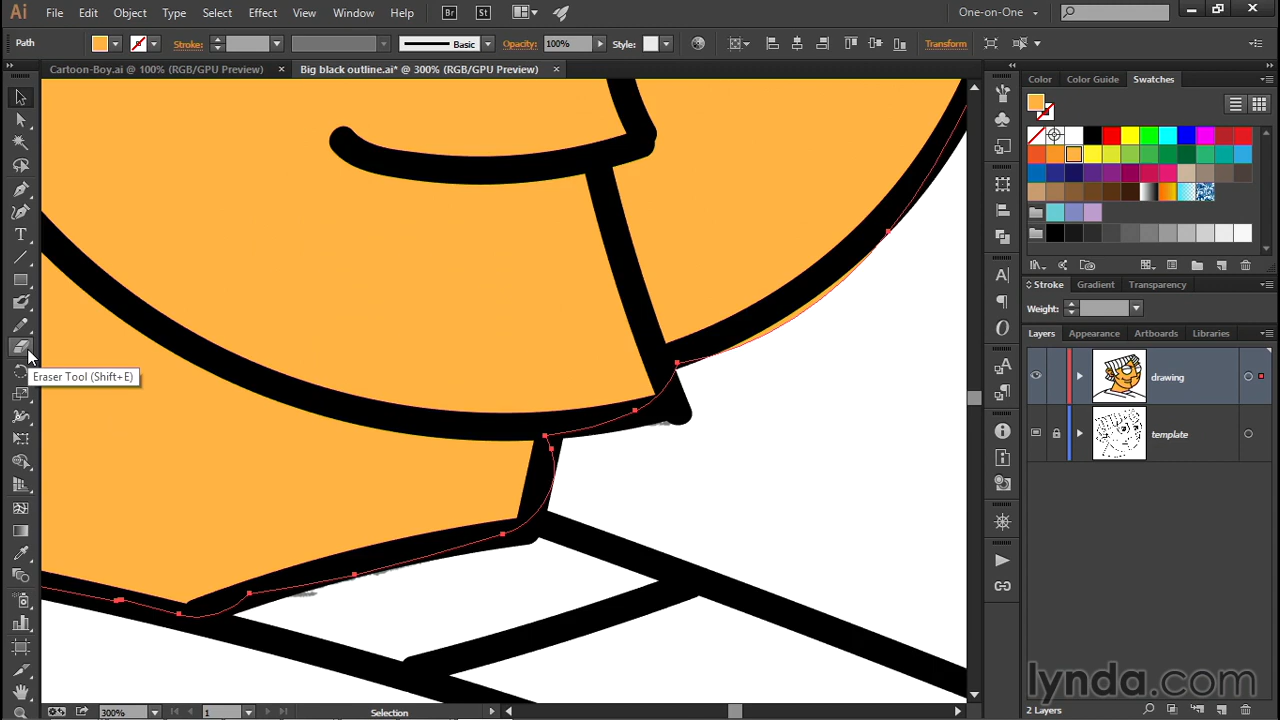 Ai File Edit Object Type Select Effect View Window Help Br St One-on-One
Path Stroke: Basic Opacity: 100% Style: Transform
Cartoon-Boy.ai @ 100% (RGB/GPU Preview) × Big black outline.ai* @ 300% (RGB/GPU Preview) ×
Color Color Guide Swatches
Stroke Gradient Transparency
Weight:
Layers Appearance Artboards Libraries
drawing
template
Eraser Tool (Shift+E)
lynda.com
300% 1 Selection 2 Layers